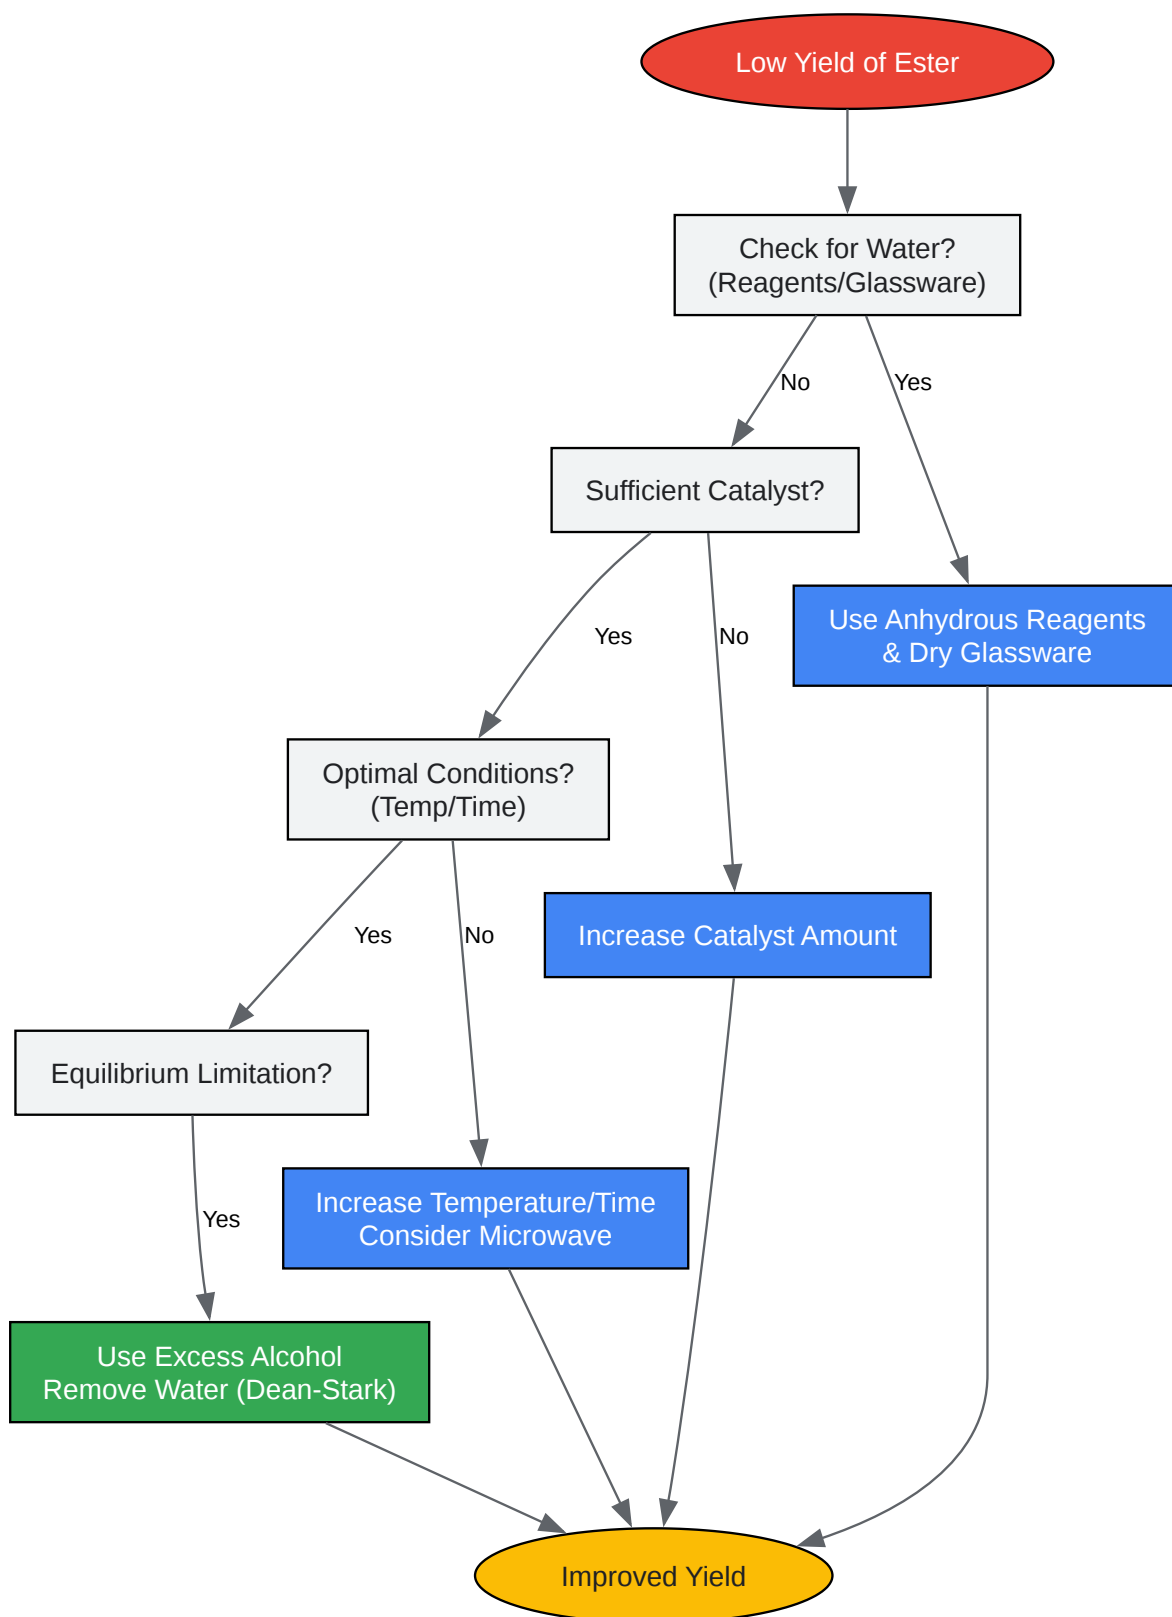 Low Yield of Ester
Check for Water?
(Reagents/Glassware)
No
Yes
Sufficient Catalyst?
Use Anhydrous Reagents
& Dry Glassware
Yes
No
Optimal Conditions?
(Temp/Time)
Increase Catalyst Amount
Yes
No
Equilibrium Limitation?
Increase Temperature/Time
Consider Microwave
Yes
Use Excess Alcohol
Remove Water (Dean-Stark)
Improved Yield